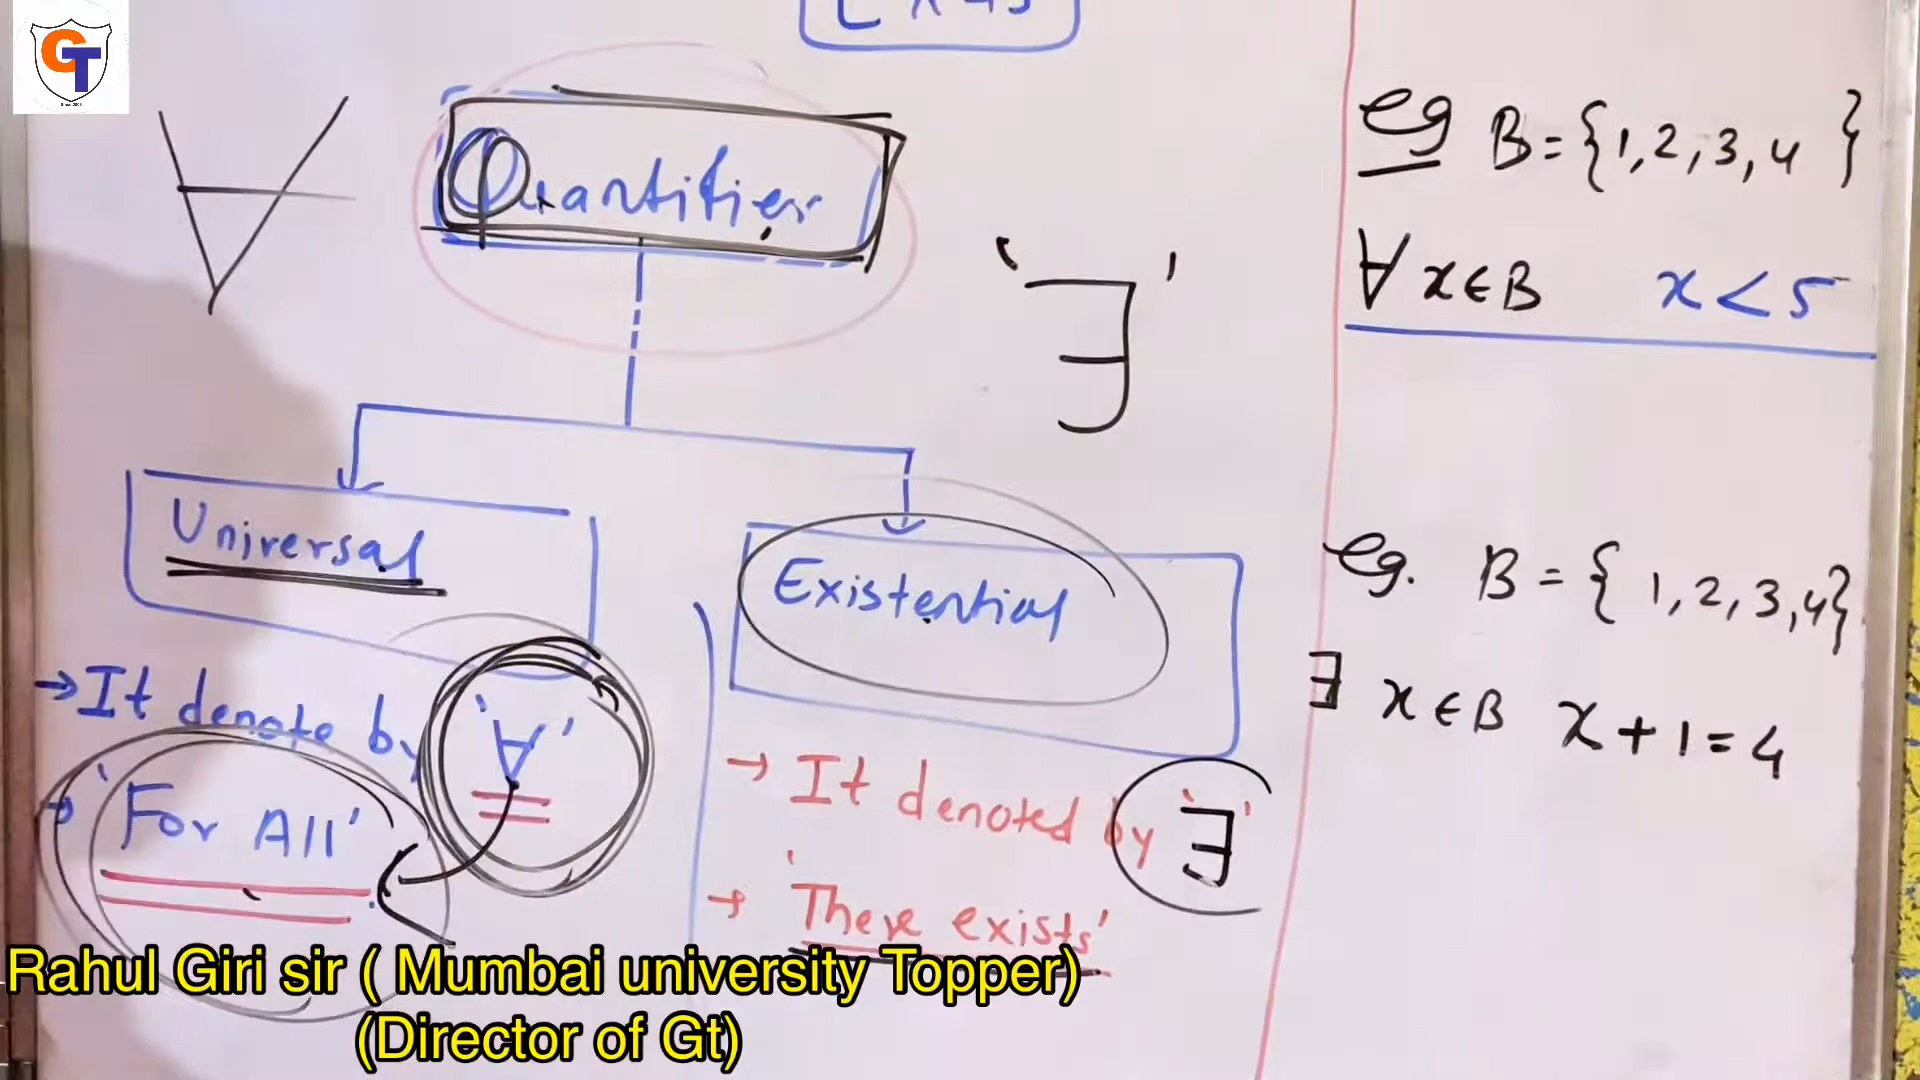 GT
Quantifier
∀
'∃'
Universal
→ It denote by '∀'
→ 'For All'
Existential
→ It denoted by '∃'
→ 'There exists'
eg B = {1, 2, 3, 4 }
∀ x ∈ B x < 5
eg. B = { 1, 2, 3, 4}
∃ x ∈ B x + 1 = 4
Rahul Giri sir ( Mumbai university Topper)
(Director of Gt)